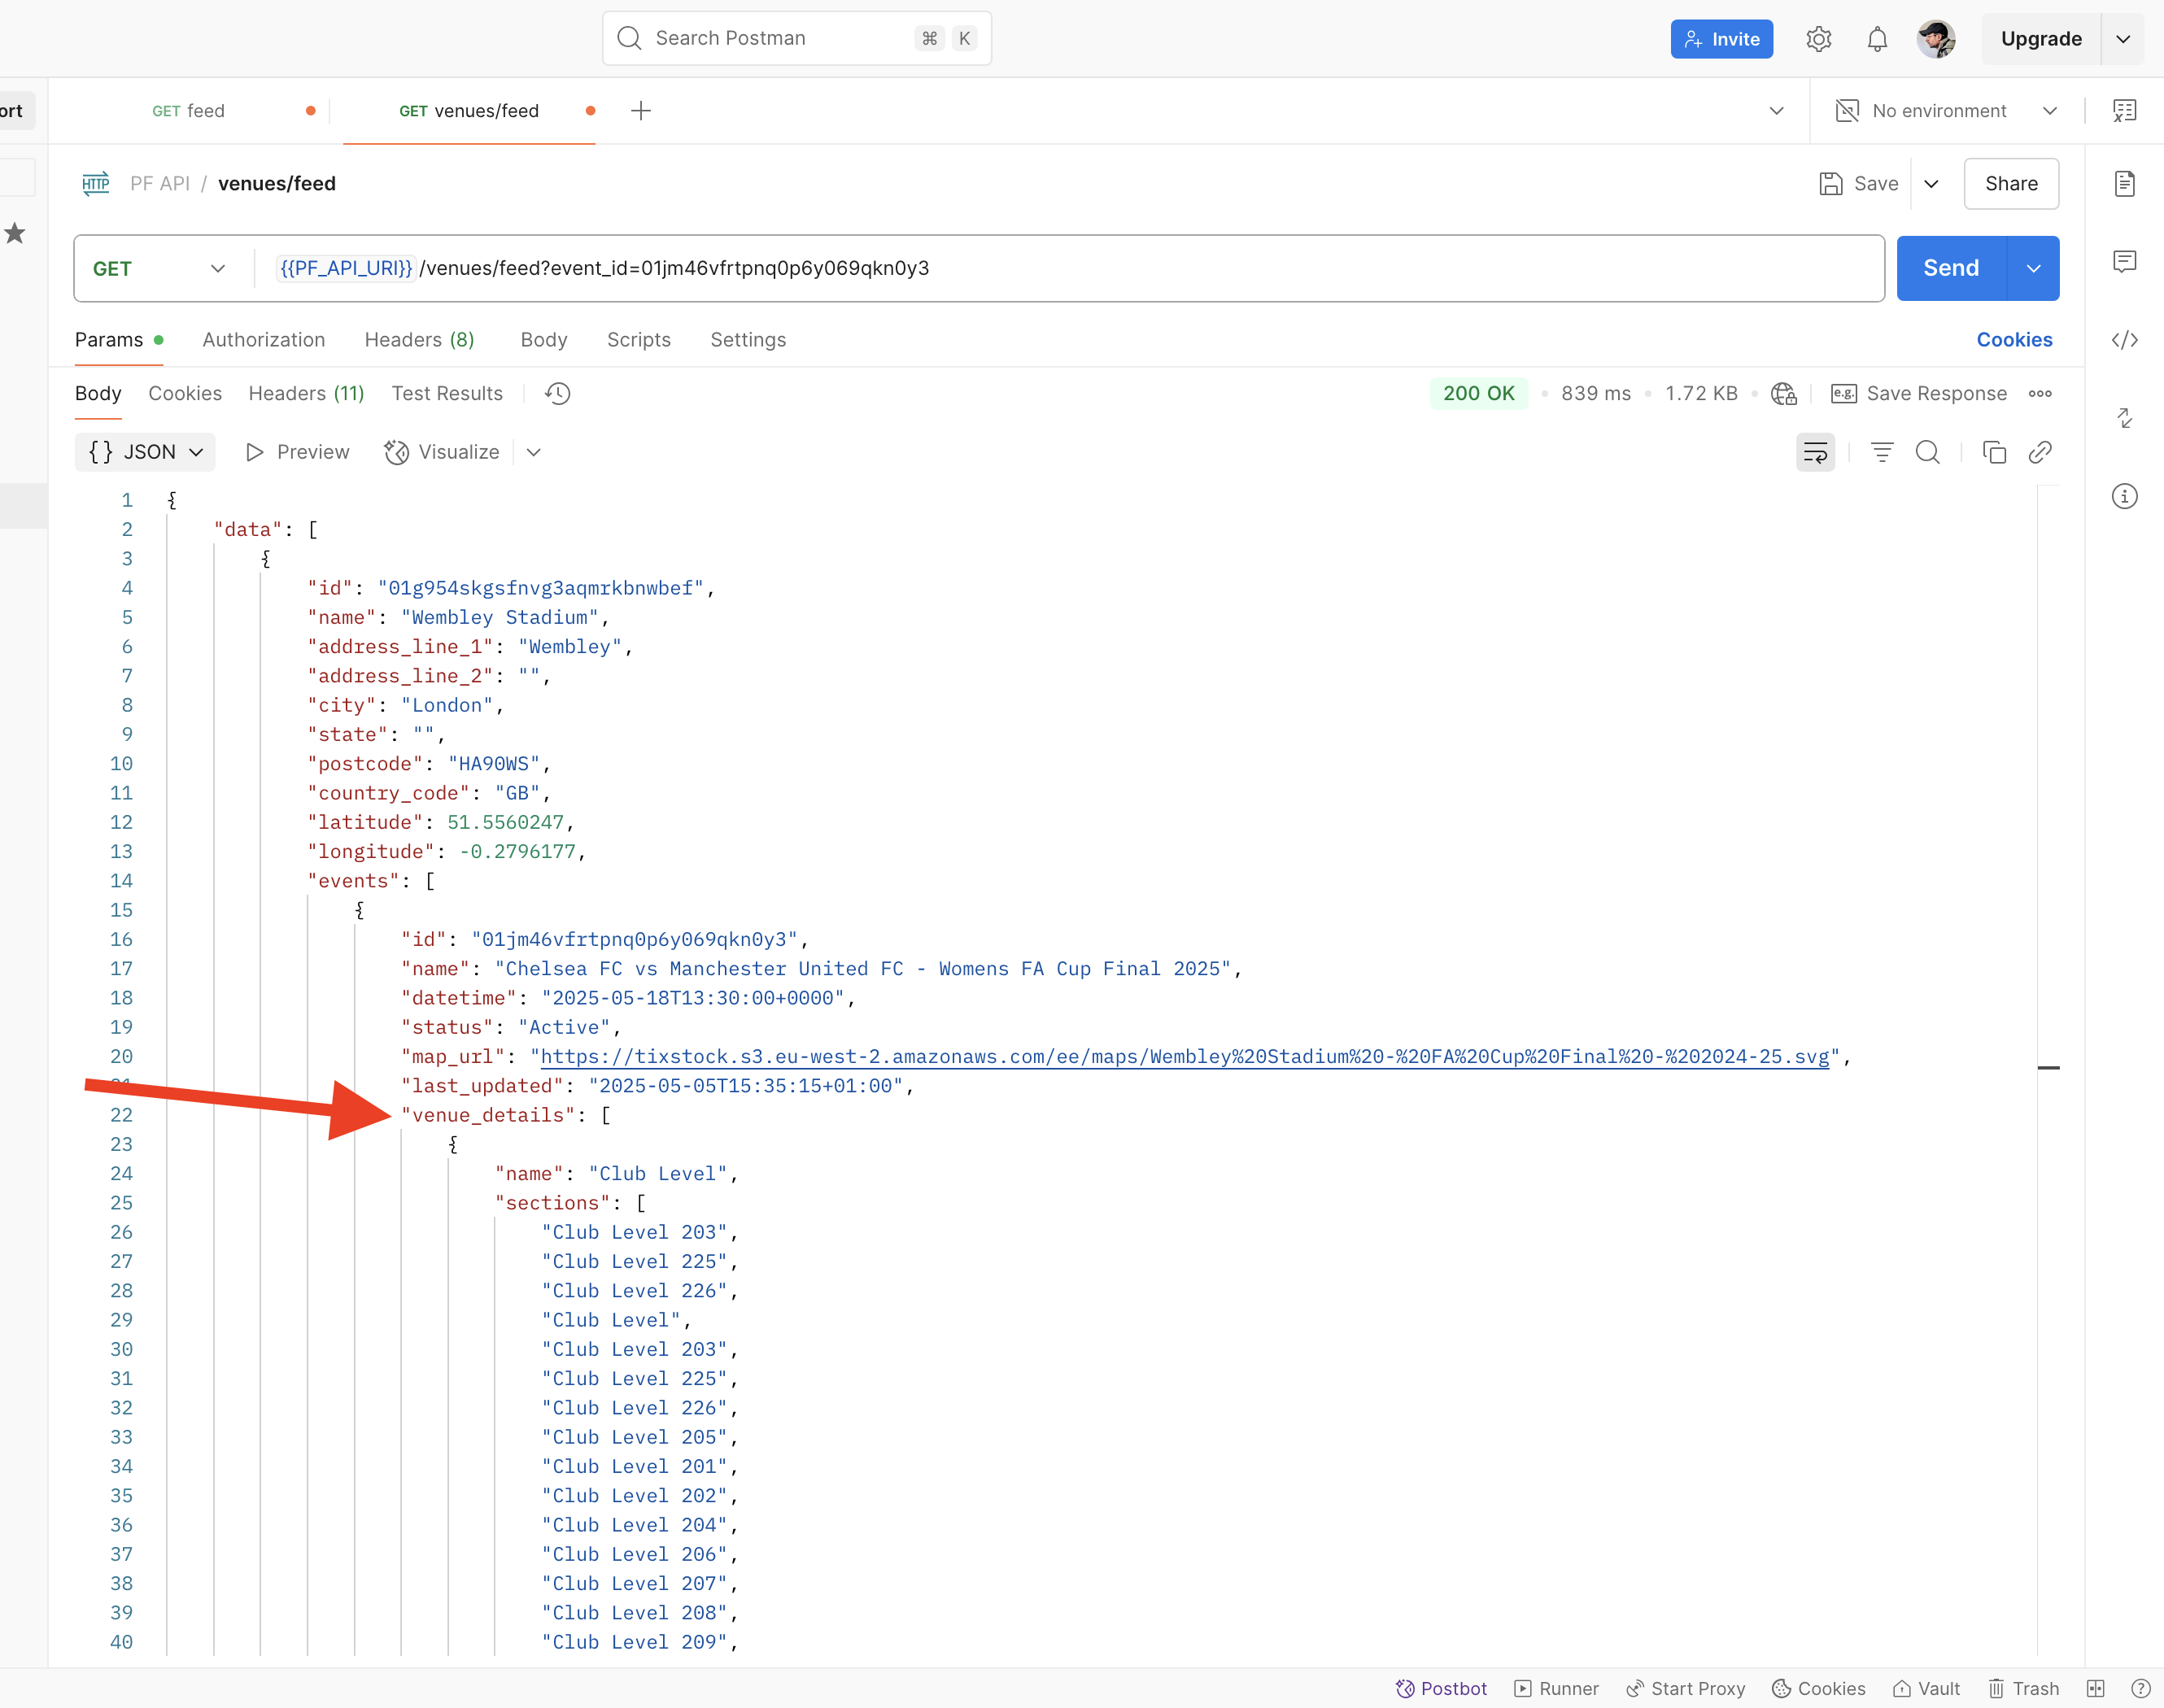 Search Postman ⌘ K
Invite
Upgrade
ort
GET feed
GET venues/feed
No environment
HTTP PF API / venues/feed
Save
Share
GET {{PF_API_URI}}/venues/feed?event_id=01jm46vfrtpnq0p6y069qkn0y3
Send
Params Authorization Headers (8) Body Scripts Settings Cookies
Body Cookies Headers (11) Test Results
200 OK • 839 ms • 1.72 KB • e.g. Save Response
{} JSON Preview Visualize
1 {
2 "data": [
3 {
4 "id": "01g954skgsfnvg3aqmrkbnwbef",
5 "name": "Wembley Stadium",
6 "address_line_1": "Wembley",
7 "address_line_2": "",
8 "city": "London",
9 "state": "",
10 "postcode": "HA90WS",
11 "country_code": "GB",
12 "latitude": 51.5560247,
13 "longitude": -0.2796177,
14 "events": [
15 {
16 "id": "01jm46vfrtpnq0p6y069qkn0y3",
17 "name": "Chelsea FC vs Manchester United FC - Womens FA Cup Final 2025",
18 "datetime": "2025-05-18T13:30:00+0000",
19 "status": "Active",
20 "map_url": "https://tixstock.s3.eu-west-2.amazonaws.com/ee/maps/Wembley%20Stadium%20-%20FA%20Cup%20Final%20-%202024-25.svg",
21 "last_updated": "2025-05-05T15:35:15+01:00",
22 "venue_details": [
23 {
24 "name": "Club Level",
25 "sections": [
26 "Club Level 203",
27 "Club Level 225",
28 "Club Level 226",
29 "Club Level",
30 "Club Level 203",
31 "Club Level 225",
32 "Club Level 226",
33 "Club Level 205",
34 "Club Level 201",
35 "Club Level 202",
36 "Club Level 204",
37 "Club Level 206",
38 "Club Level 207",
39 "Club Level 208",
40 "Club Level 209",
Postbot Runner Start Proxy Cookies Vault Trash